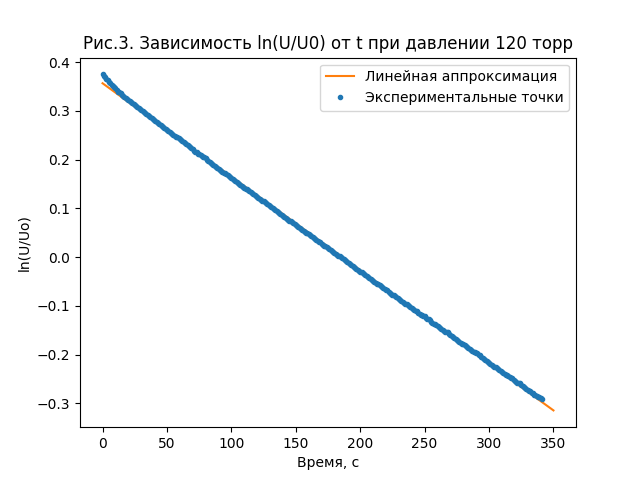 Рис.3. Зависимость ln(U/U0) от t при давлении 120 торр
Линейная аппроксимация
Экспериментальные точки
ln(U/Uo)
0.4
0.3
0.2
0.1
0.0
−0.1
−0.2
−0.3
0 50 100 150 200 250 300 350
Время, с